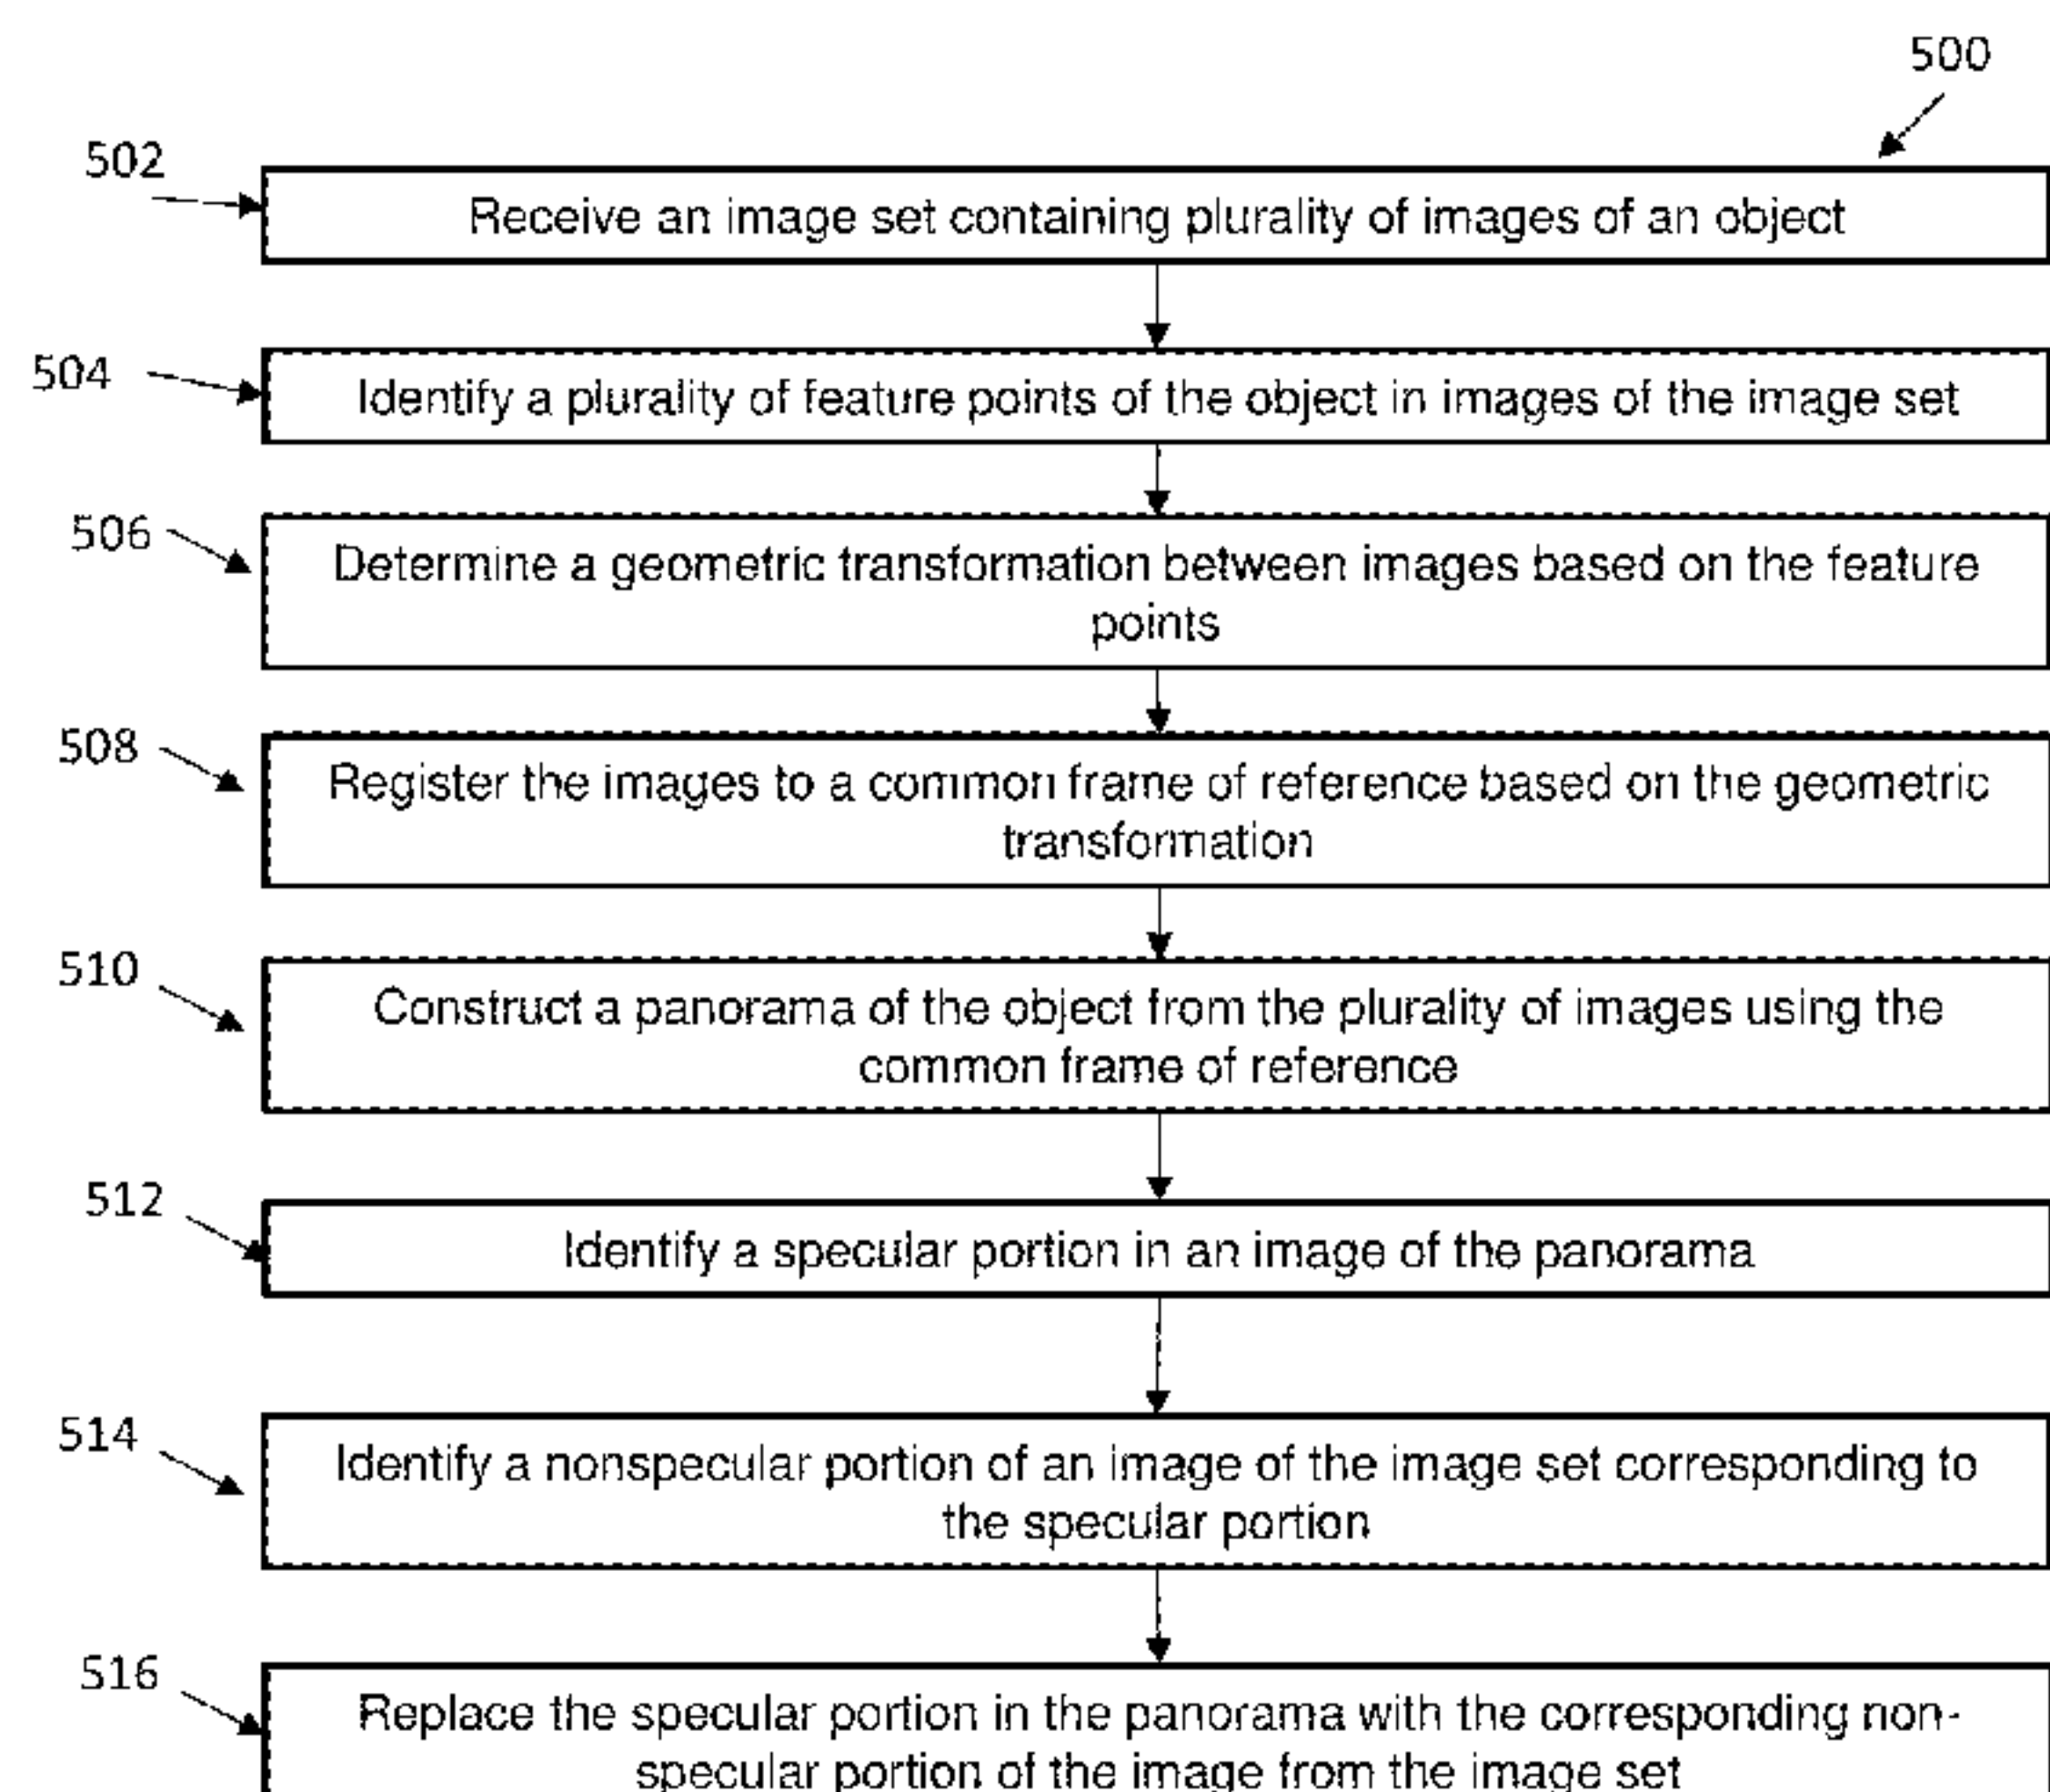 500
502
Receive an image set containing plurality of images of an object
504
Identify a plurality of feature points of the object in images of the image set
506
Determine a geometric transformation between images based on the feature
points
508
Register the images to a common frame of reference based on the geometric
transformation
510
Construct a panorama of the object from the plurality of images using the
common frame of reference
512
Identify a specular portion in an image of the panorama
514
Identify a nonspecular portion of an image of the image set corresponding to
the specular portion
516
Replace the specular portion in the panorama with the corresponding non-
specular portion of the image from the image set